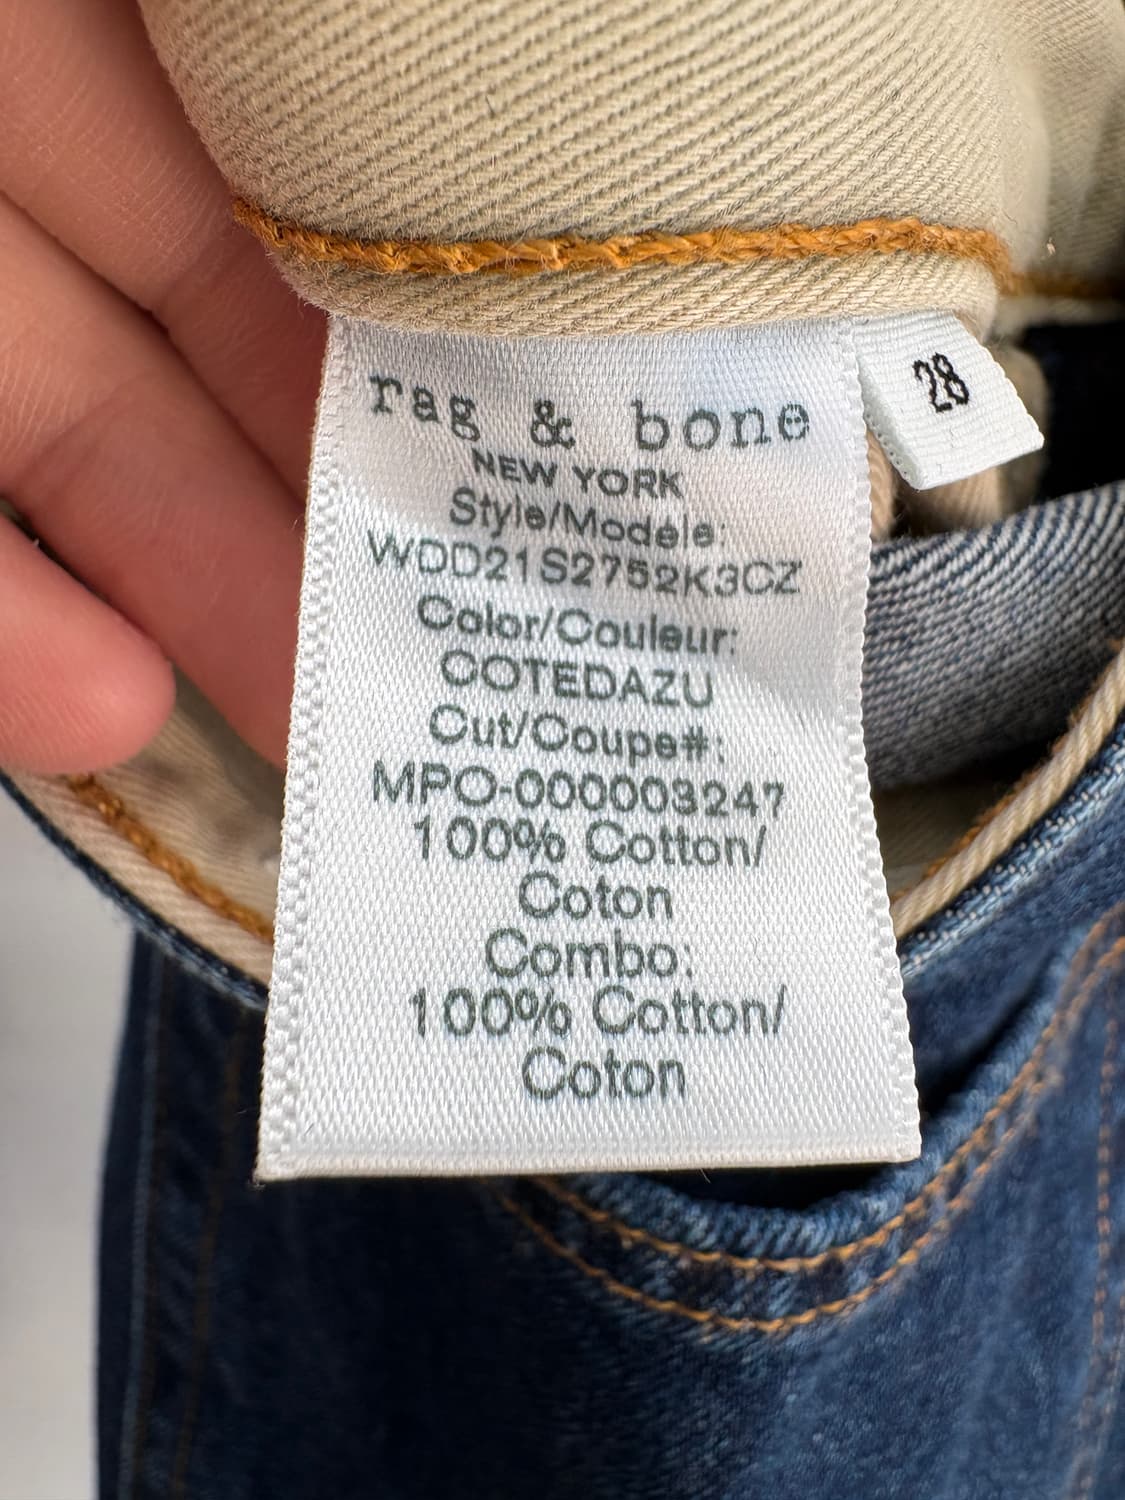 rag & bone
NEW YORK
Style/Modele:
WDD21S2752K3CZ
Color/Couleur:
COTEDAZU
Cut/Coupe#:
MPO-000003247
100% Cotton/
Coton
Combo:
100% Cotton/
Coton
28